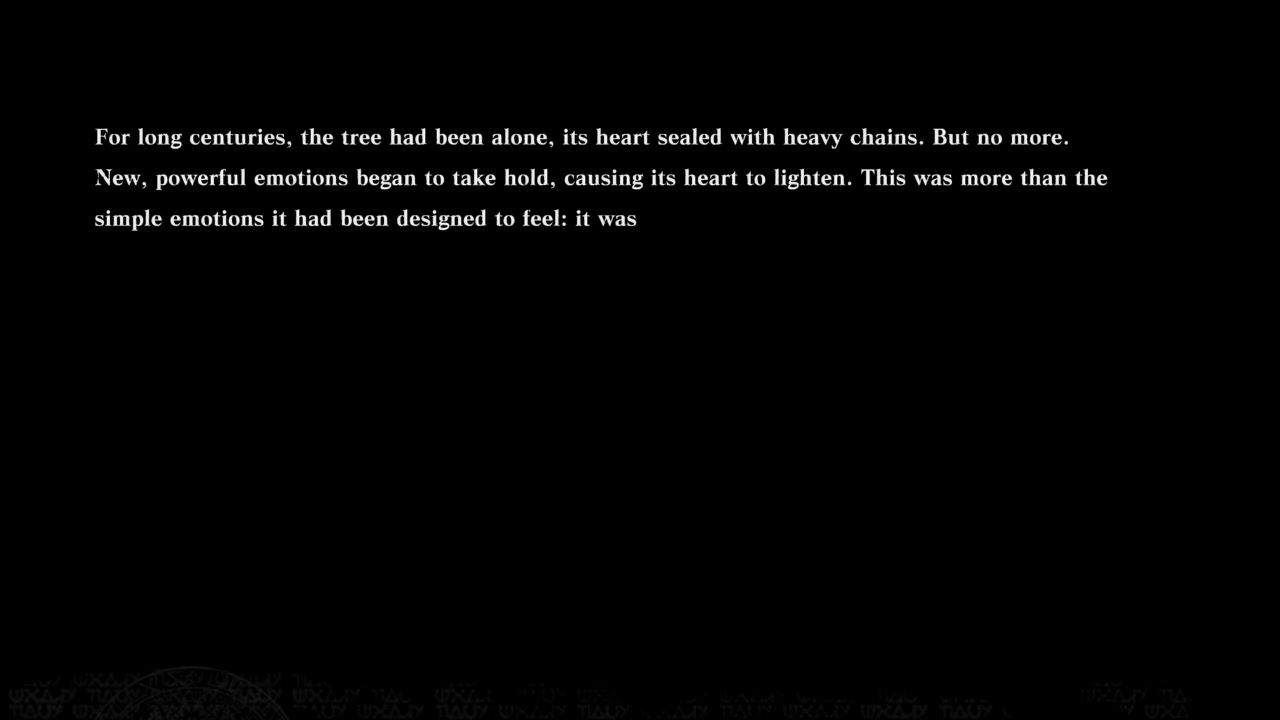 For long centuries, the tree had been alone, its heart sealed with heavy chains. But no more.
New, powerful emotions began to take hold, causing its heart to lighten. This was more than the
simple emotions it had been designed to feel: it was